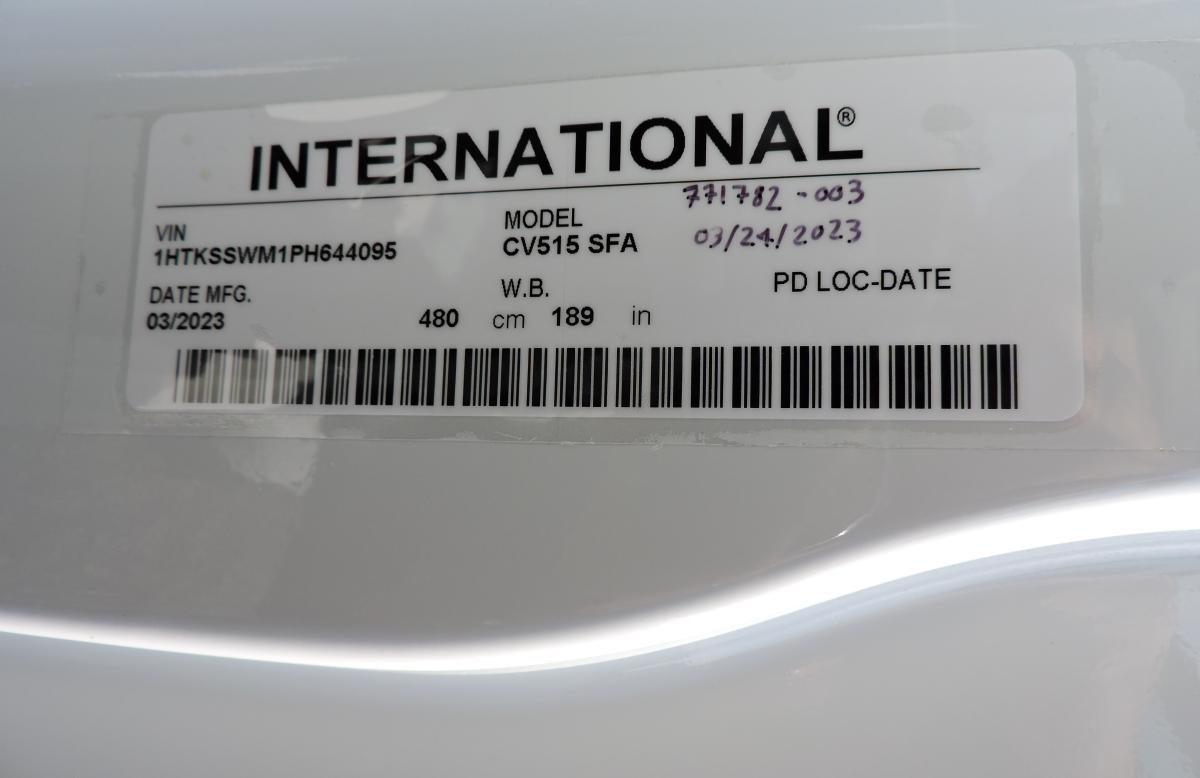 INTERNATIONAL®
771782-003
VIN
1HTKSSWM1PH644095
MODEL
CV515 SFA
03/24/2023
DATE MFG.
03/2023
W.B.
480 cm 189 in
PD LOC-DATE